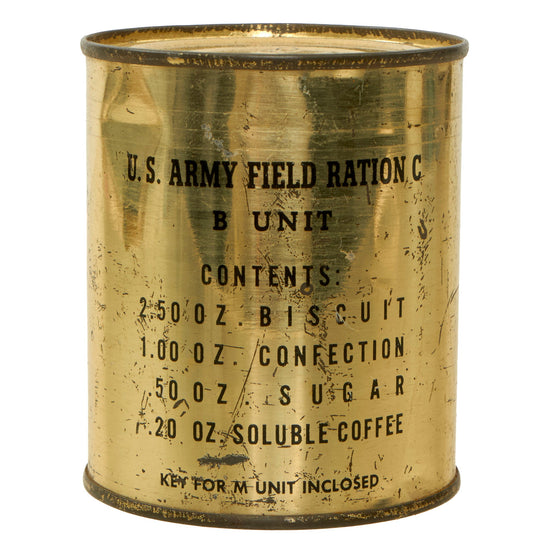 U.S. ARMY FIELD RATION C
B UNIT
CONTENTS:
2.50 OZ. BISCUIT
1.00 OZ. CONFECTION
.50 OZ. SUGAR
.20 OZ. SOLUBLE COFFEE
KEY FOR M UNIT INCLOSED